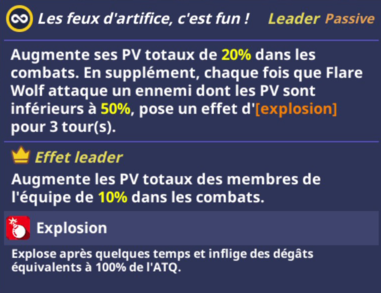 Les feux d'artifice, c'est fun ! Leader Passive
Augmente ses PV totaux de 20% dans les
combats. En supplément, chaque fois que Flare
Wolf attaque un ennemi dont les PV sont
inférieurs à 50%, pose un effet d'[explosion]
pour 3 tour(s).
Effet leader
Augmente les PV totaux des membres de
l'équipe de 10% dans les combats.
Explosion
Explose après quelques temps et inflige des dégâts
équivalents à 100% de l'ATQ.